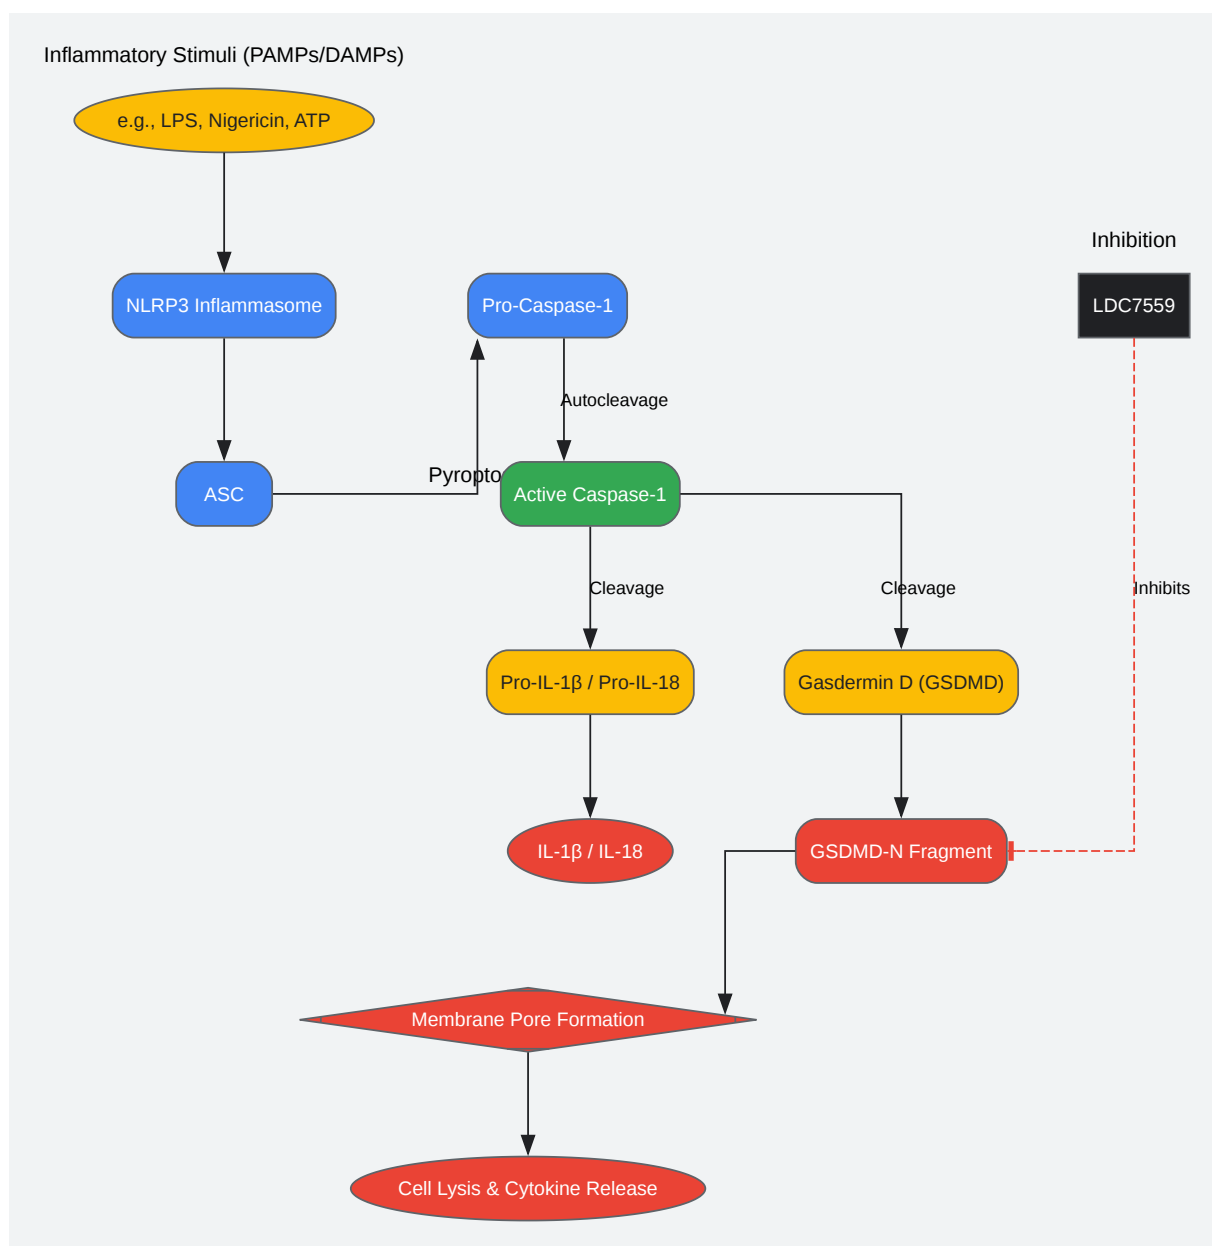 Inflammatory Stimuli (PAMPs/DAMPs)
e.g., LPS, Nigericin, ATP
Inhibition
NLRP3 Inflammasome
Pro-Caspase-1
LDC7559
Autocleavage
Pyropto
ASC
Active Caspase-1
Cleavage
Cleavage
Inhibits
Pro-IL-1β / Pro-IL-18
Gasdermin D (GSDMD)
IL-1β / IL-18
GSDMD-N Fragment
Membrane Pore Formation
Cell Lysis & Cytokine Release